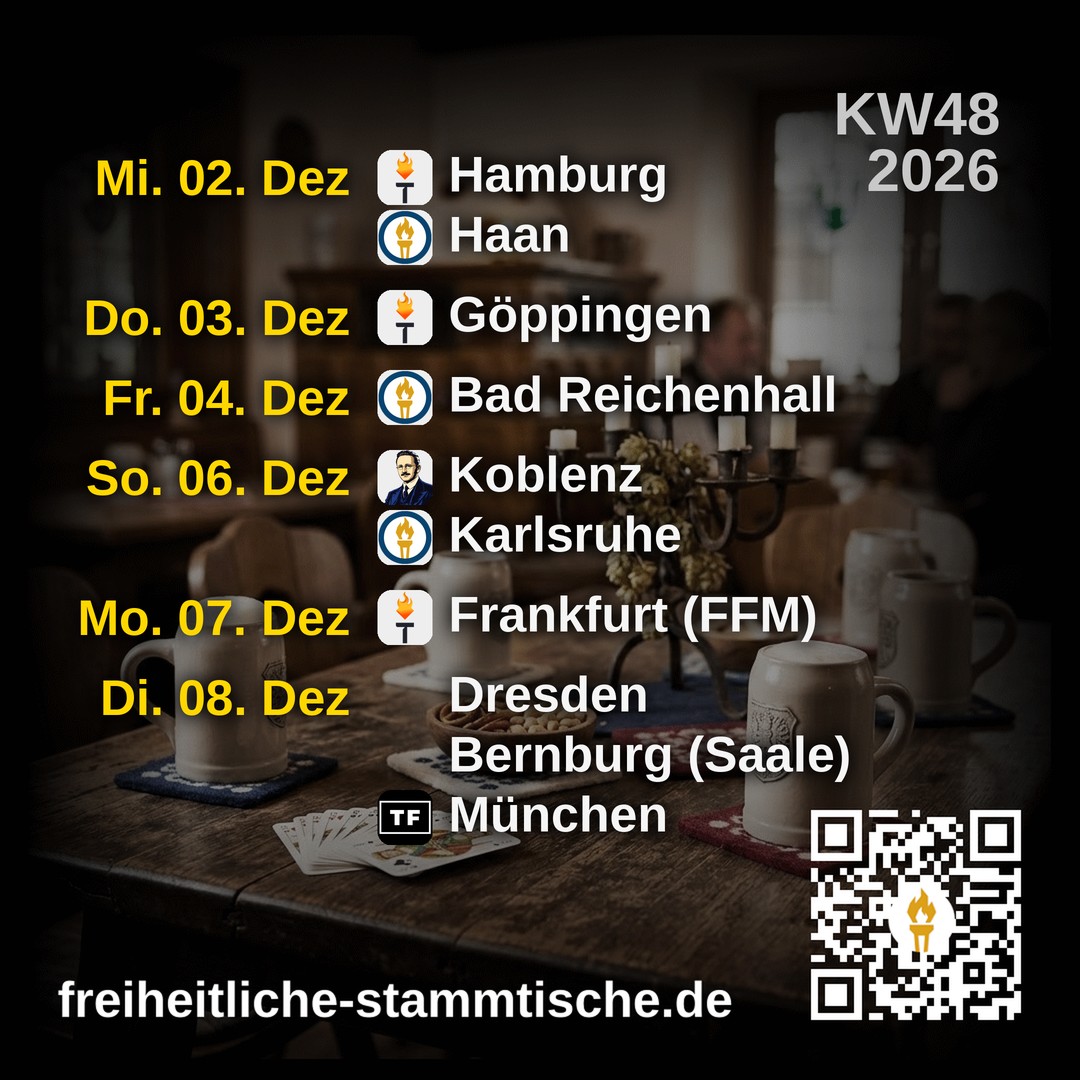 KW48
2026
Mi. 02. Dez
Hamburg
Haan
Do. 03. Dez
Göppingen
Fr. 04. Dez
Bad Reichenhall
So. 06. Dez
Koblenz
Karlsruhe
Mo. 07. Dez
Frankfurt (FFM)
Di. 08. Dez
Dresden
Bernburg (Saale)
TF
München
freiheitliche-stammtische.de